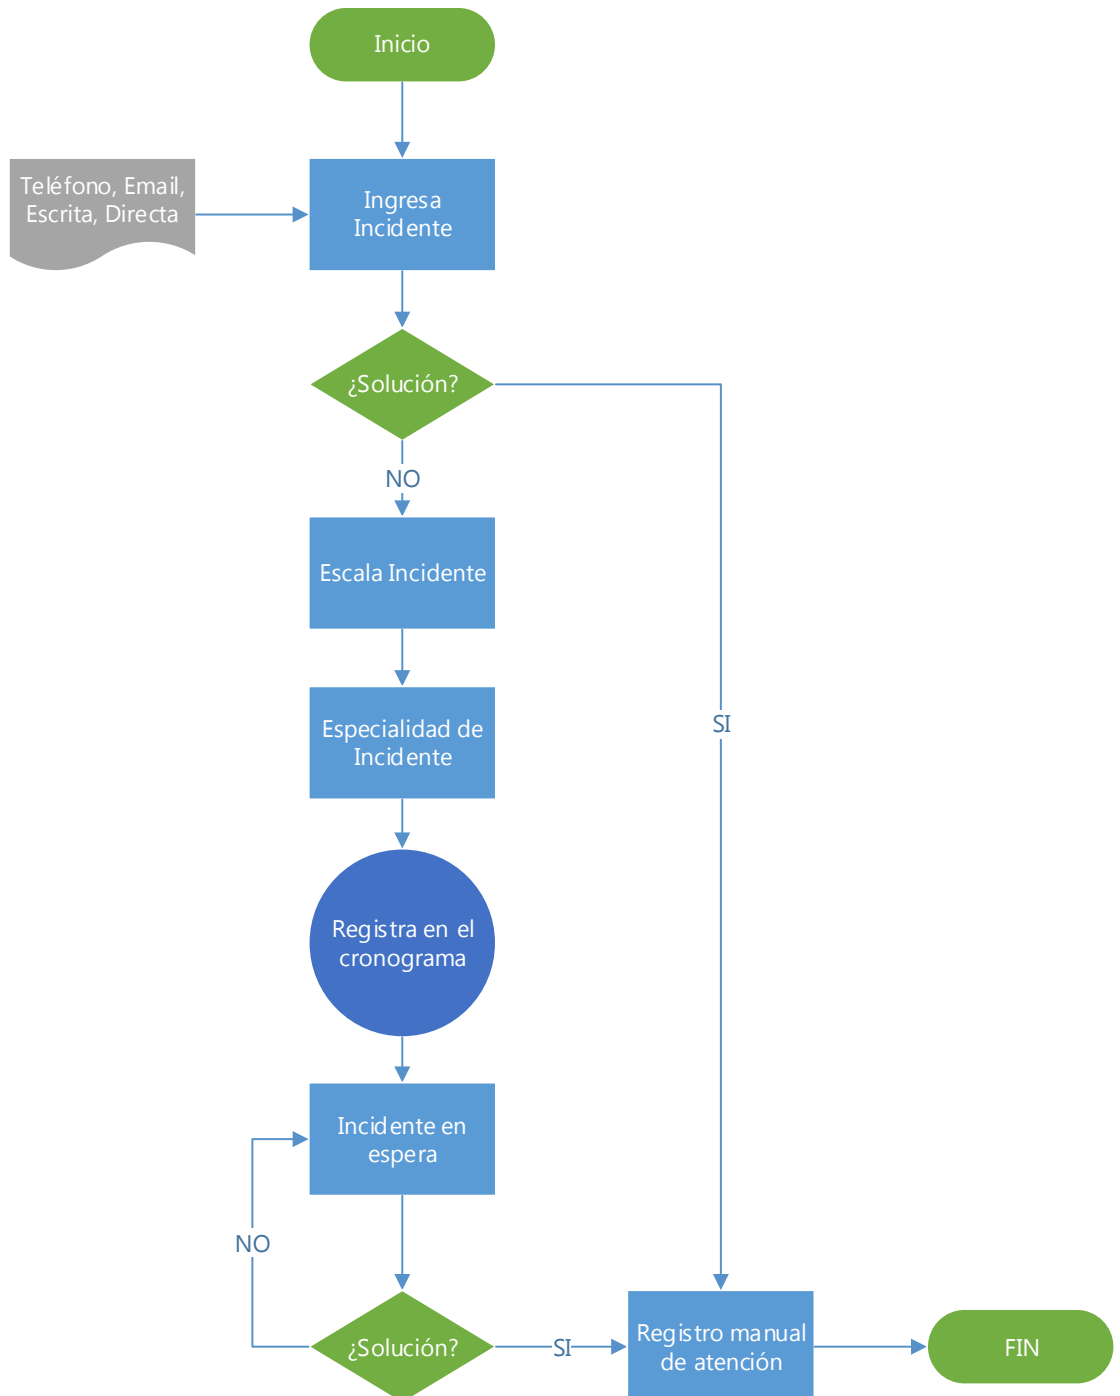 Inicio
Teléfono, Email,
Escrita, Directa
Ingresa
Incidente
¿Solución?
NO
Escala Incidente
Especialidad de
Incidente
SI
Registra en el
cronograma
Incidente en
espera
NO
¿Solución?
SI
Registro manual
de atención
FIN